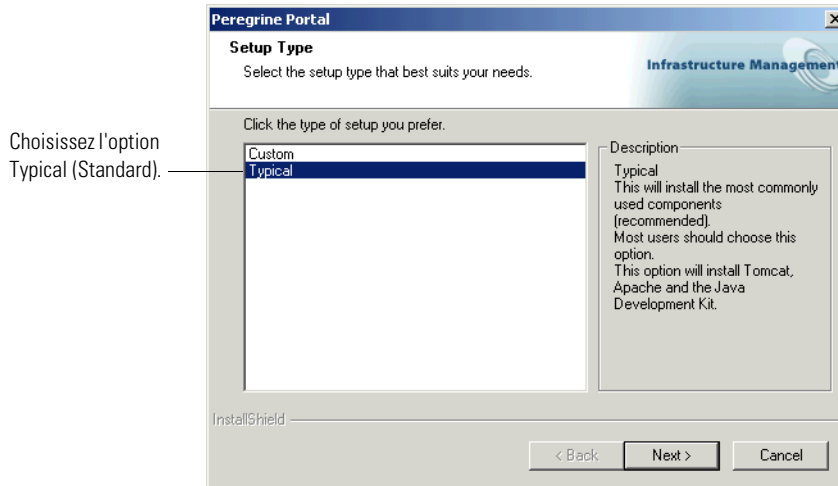 Peregrine Portal
Setup Type
Select the setup type that best suits your needs.
Infrastructure Management
Choisissez l'option
Typical (Standard).
Click the type of setup you prefer.
Custom
Typical
Description
Typical
This will install the most commonly
used components
(recommended).
Most users should choose this
option.
This option will install Tomcat,
Apache and the Java
Development Kit.
InstallShield
< Back
Next >
Cancel